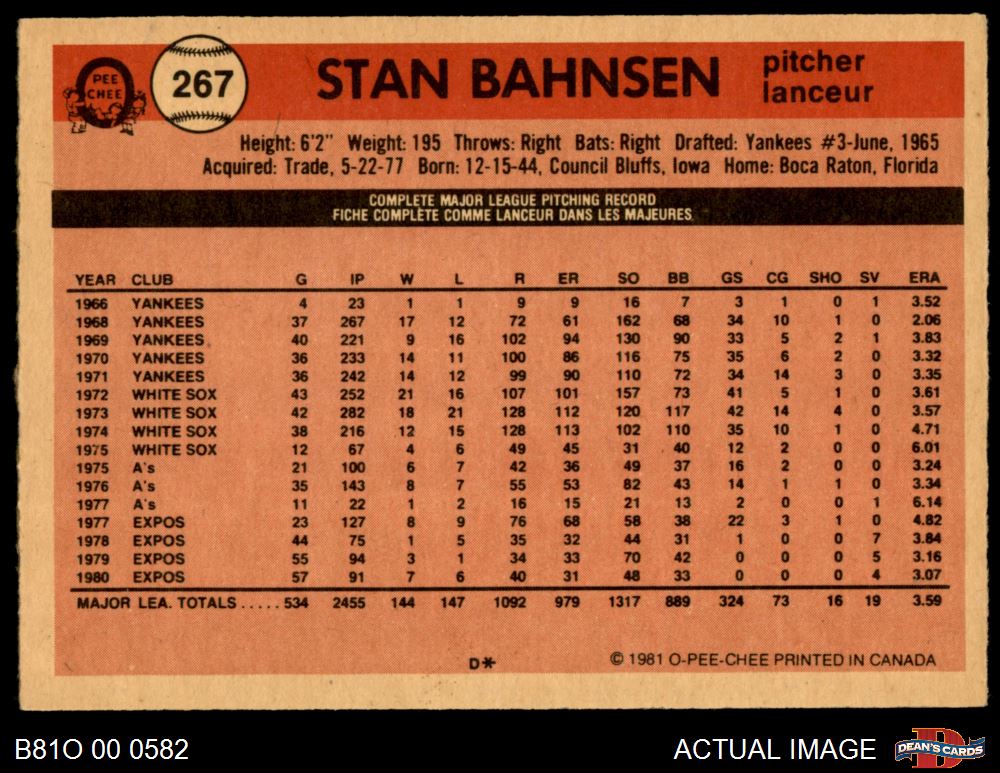 PEE
CHEE
267
STAN BAHNSEN
pitcher
lanceur
Height: 6'2" Weight: 195 Throws: Right Bats: Right Drafted: Yankees #3-June, 1965
Acquired: Trade, 5-22-77 Born: 12-15-44, Council Bluffs, Iowa Home: Boca Raton, Florida
COMPLETE MAJOR LEAGUE PITCHING RECORD
FICHE COMPLÈTE COMME LANCEUR DANS LES MAJEURES
YEAR CLUB G IP W L R ER SO BB GS CG SHO SV ERA
1966 YANKEES 4 23 1 1 9 9 16 7 3 1 0 1 3.52
1968 YANKEES 37 267 17 12 72 61 162 68 34 10 1 0 2.06
1969 YANKEES 40 221 9 16 102 94 130 90 33 5 2 1 3.83
1970 YANKEES 36 233 14 11 100 86 116 75 35 6 2 0 3.32
1971 YANKEES 36 242 14 12 99 90 110 72 34 14 3 0 3.35
1972 WHITE SOX 43 252 21 16 107 101 157 73 41 5 1 0 3.61
1973 WHITE SOX 42 282 18 21 128 112 120 117 42 14 4 0 3.57
1974 WHITE SOX 38 216 12 15 128 113 102 110 35 10 1 0 4.71
1975 WHITE SOX 12 67 4 6 49 45 31 40 12 2 0 0 6.01
1975 A's 21 100 6 7 42 36 49 37 16 2 0 0 3.24
1976 A's 35 143 8 7 55 53 82 43 14 1 1 0 3.34
1977 A's 11 22 1 2 16 15 21 13 2 0 0 1 6.14
1977 EXPOS 23 127 8 9 76 68 58 38 22 3 1 0 4.82
1978 EXPOS 44 75 1 5 35 32 44 31 1 0 0 7 3.84
1979 EXPOS 55 94 3 1 34 33 70 42 0 0 0 5 3.16
1980 EXPOS 57 91 7 6 40 31 48 33 0 0 0 4 3.07
MAJOR LEA. TOTALS ..... 534 2455 144 147 1092 979 1317 889 324 73 16 19 3.59
D*
© 1981 O-PEE-CHEE PRINTED IN CANADA
B81O 00 0582
ACTUAL IMAGE
D
DEAN'S CARDS